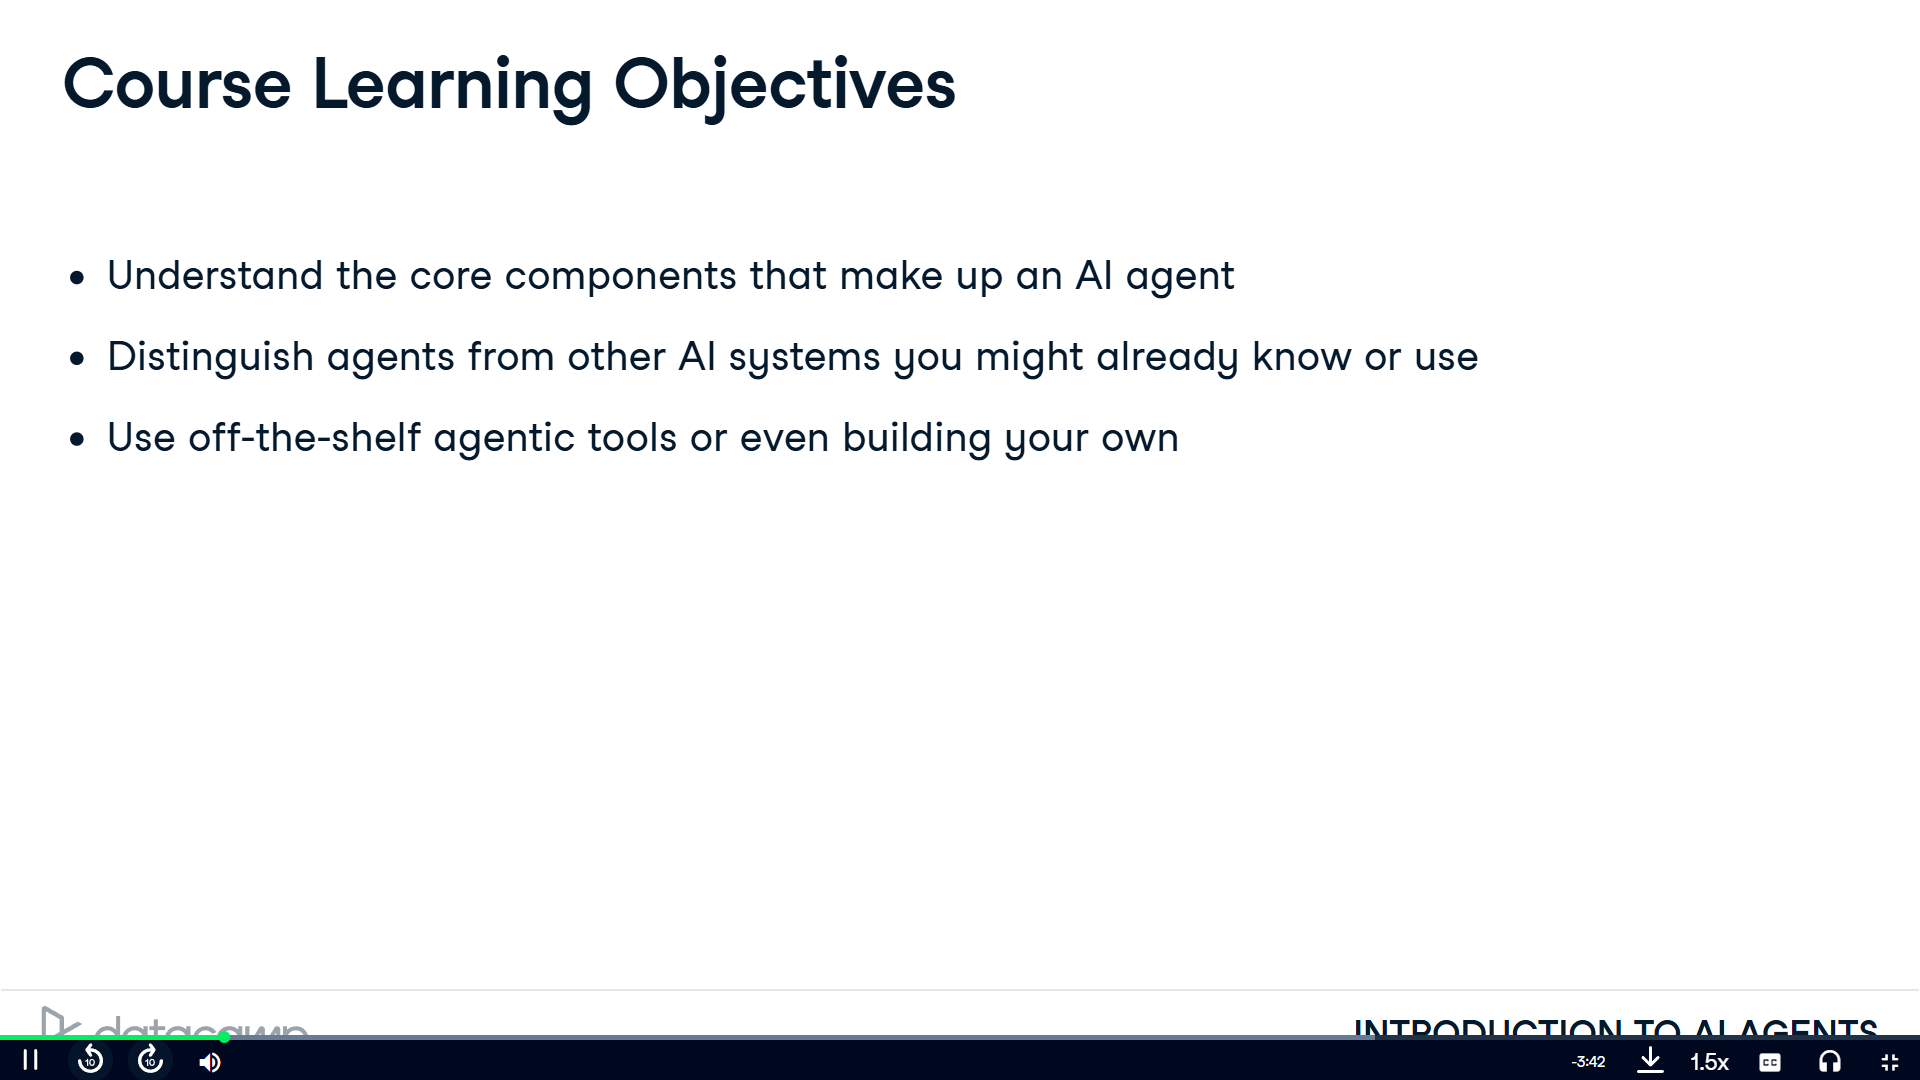 Course Learning Objectives
• Understand the core components that make up an AI agent
• Distinguish agents from other AI systems you might already know or use
• Use off-the-shelf agentic tools or even building your own
datacamp
INTRODUCTION TO AI AGENTS
10
10
-3:42
1.5x
CC